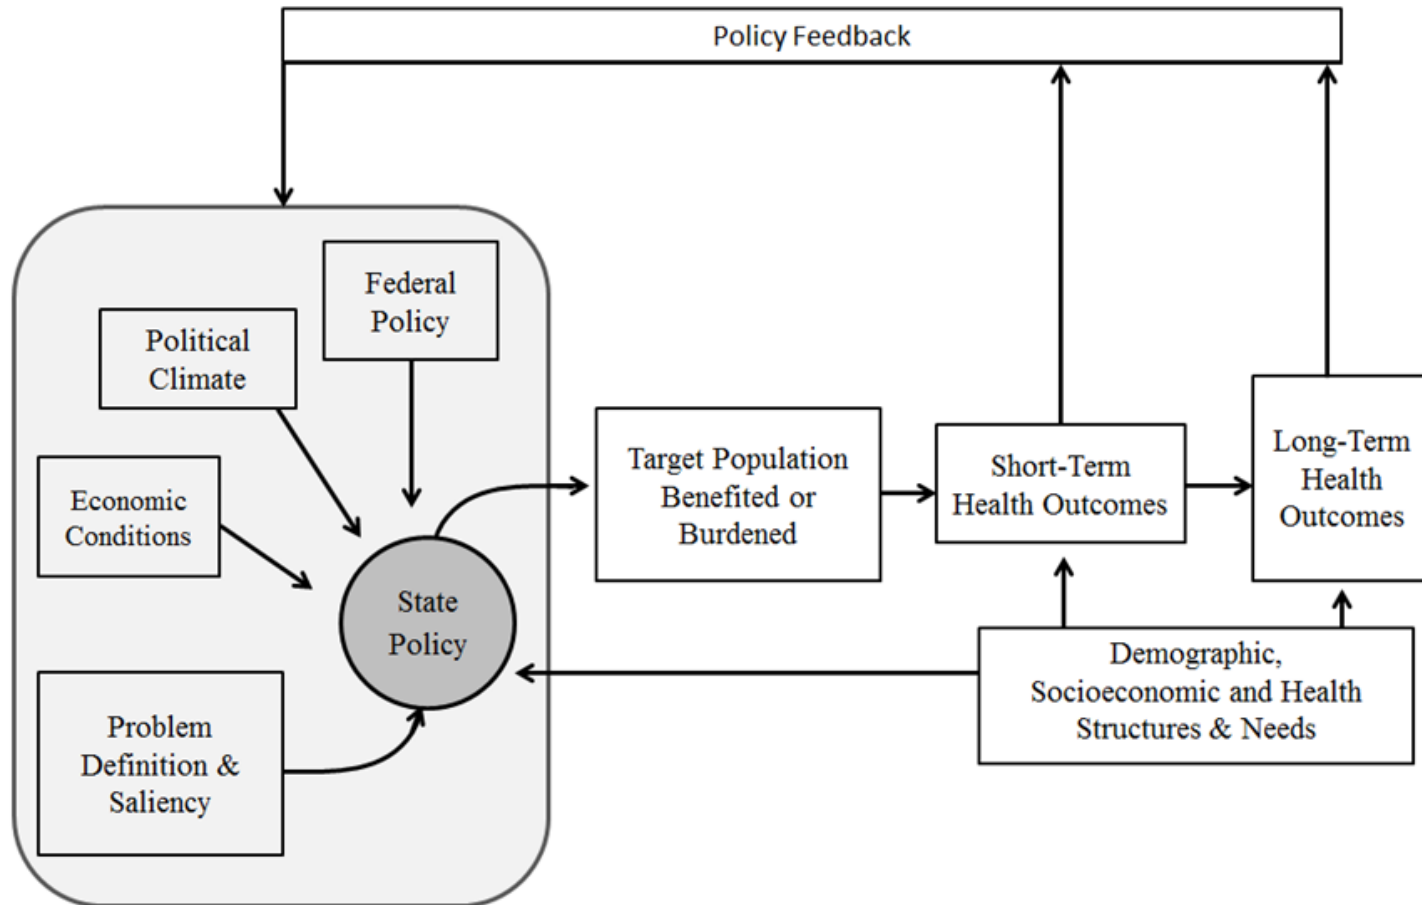 Policy Feedback
Federal
Policy
Political
Climate
Economic
Conditions
Problem
Definition &
Saliency
State
Policy
Target Population
Benefited or
Burdened
Short-Term
Health Outcomes
Long-Term
Health
Outcomes
Demographic,
Socioeconomic and Health
Structures & Needs